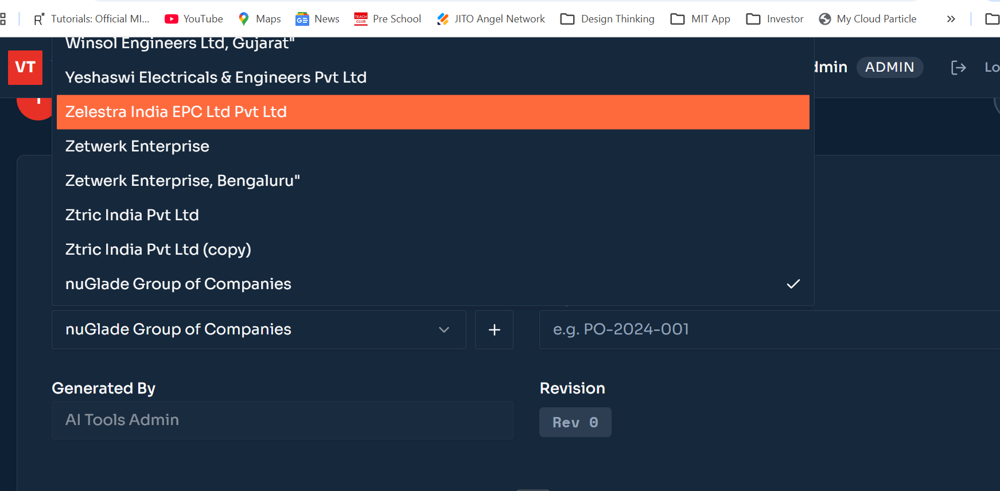 Tutorials: Official MI... YouTube Maps News Pre School JITO Angel Network Design Thinking MIT App Investor My Cloud Particle
VT
ADMIN
Winsol Engineers Ltd, Gujarat"
Yeshaswi Electricals & Engineers Pvt Ltd
Zelestra India EPC Ltd Pvt Ltd
Zetwerk Enterprise
Zetwerk Enterprise, Bengaluru"
Ztric India Pvt Ltd
Ztric India Pvt Ltd (copy)
nuGlade Group of Companies
nuGlade Group of Companies
e.g. PO-2024-001
Generated By
Revision
AI Tools Admin
Rev 0